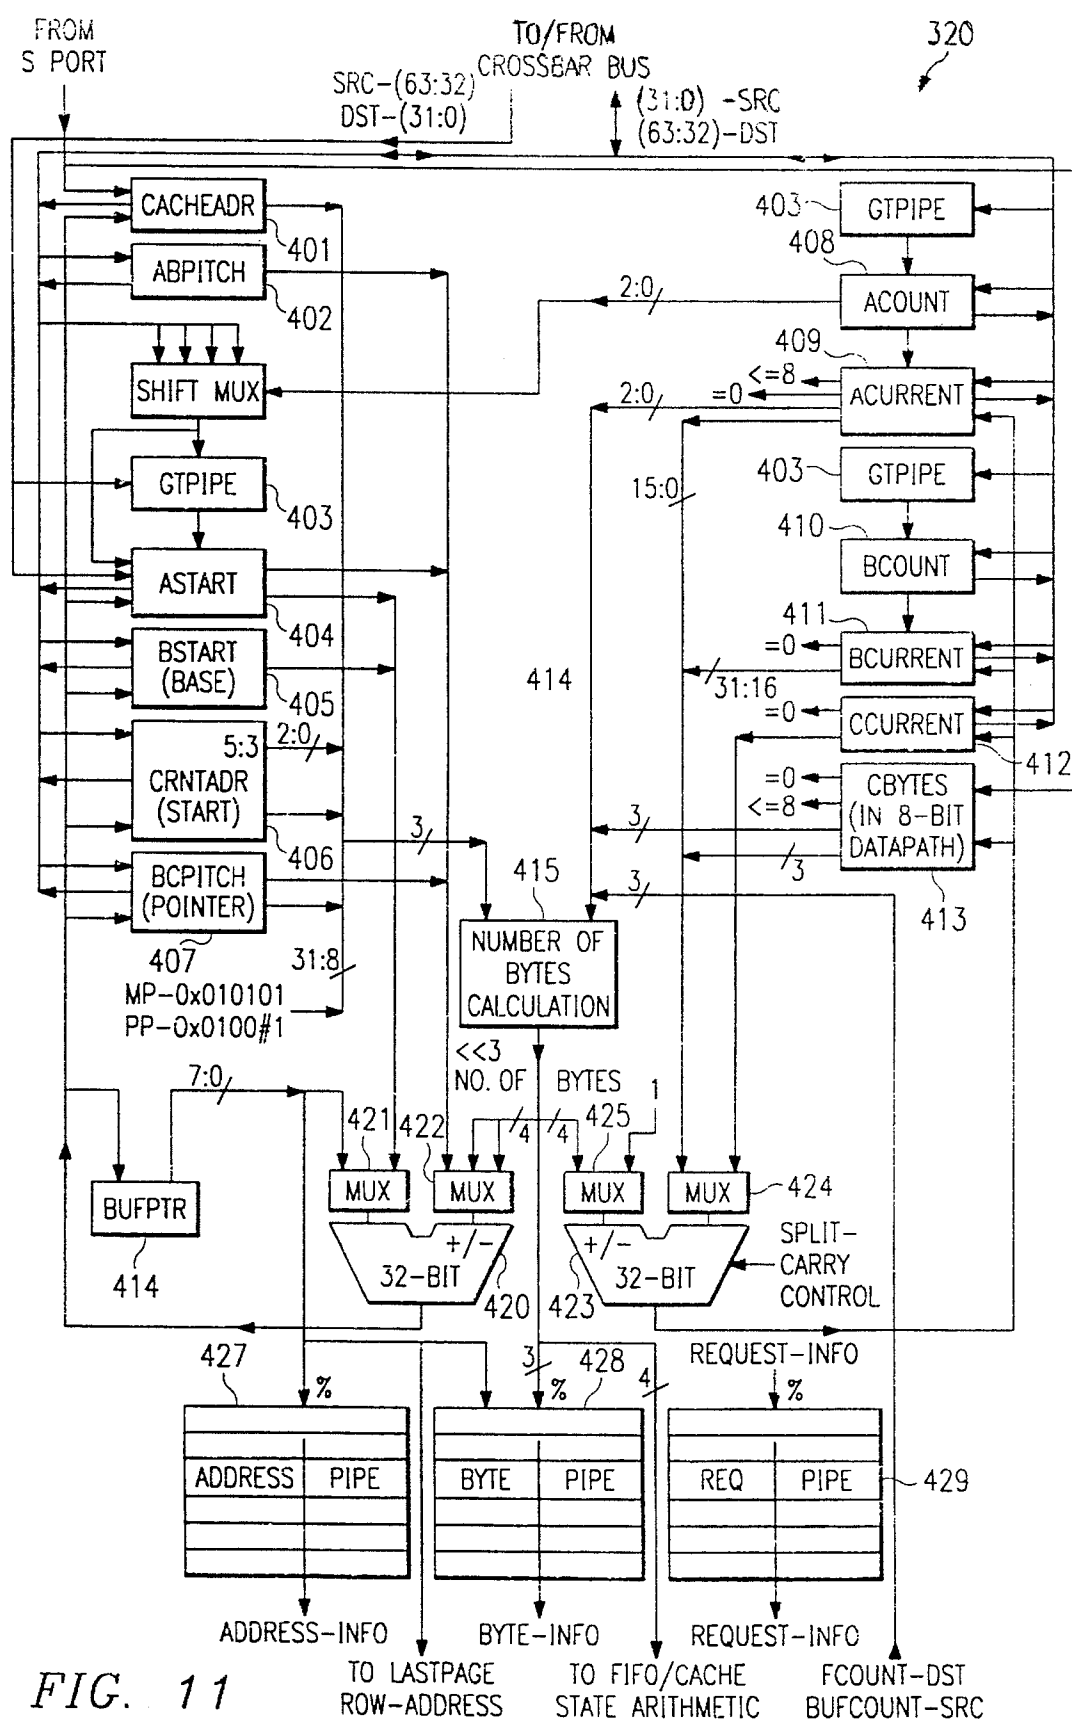 FROM
S PORT
TO/FROM
CROSSBAR BUS
320
SRC-(63:32)
DST-(31:0)
(31:0) -SRC
(63:32)-DST
CACHEADR
401
ABPITCH
402
SHIFT MUX
GTPIPE
403
ASTART
404
BSTART
(BASE)
405
5:3
2:0
CRNTADR
(START)
406
BCPITCH
(POINTER)
407
31:8
MP-0x010101
PP-0x0100#1
403
GTPIPE
408
ACOUNT
2:0
409
<=8
=0
ACURRENT
2:0
15:0
403
GTPIPE
410
BCOUNT
411
=0
BCURRENT
31:16
414
=0
CCURRENT
412
=0
<=8
CBYTES
(IN 8-BIT
DATAPATH)
413
3
3
3
3
415
NUMBER OF
BYTES
CALCULATION
<<3
NO. OF BYTES
7:0
BUFPTR
414
421
MUX
422
MUX
4
4
425
MUX
1
MUX
424
+/-
32-BIT
420
+/-
32-BIT
423
SPLIT-
CARRY
CONTROL
REQUEST-INFO
427
%
3
428
%
4
%
ADDRESS PIPE
BYTE PIPE
REQ PIPE
429
ADDRESS-INFO
BYTE-INFO
REQUEST-INFO
TO LASTPAGE
ROW-ADDRESS
TO FIFO/CACHE
STATE ARITHMETIC
FCOUNT-DST
BUFCOUNT-SRC
FIG. 11